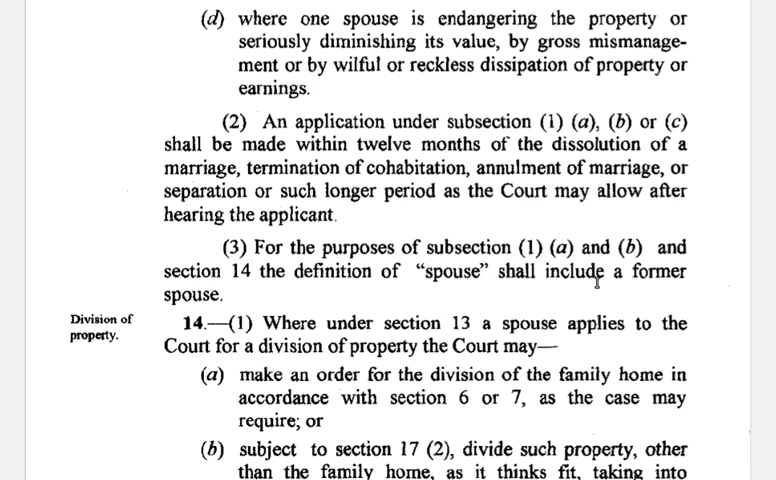 (d) where one spouse is endangering the property or
seriously diminishing its value, by gross mismanage-
ment or by wilful or reckless dissipation of property or
earnings.
(2) An application under subsection (1) (a), (b) or (c)
shall be made within twelve months of the dissolution of a
marriage, termination of cohabitation, annulment of marriage, or
separation or such longer period as the Court may allow after
hearing the applicant.
(3) For the purposes of subsection (1) (a) and (b) and
section 14 the definition of “spouse” shall include a former
spouse.
Division of
property.
14.—(1) Where under section 13 a spouse applies to the
Court for a division of property the Court may—
(a) make an order for the division of the family home in
accordance with section 6 or 7, as the case may
require; or
(b) subject to section 17 (2), divide such property, other
than the family home, as it thinks fit, taking into